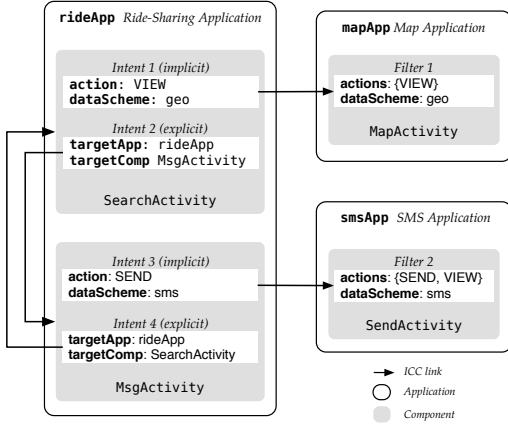 rideApp Ride-Sharing Application
Intent 1 (implicit)
action: VIEW
dataScheme: geo
Intent 2 (explicit)
targetApp: rideApp
targetComp MsgActivity
SearchActivity
Intent 3 (implicit)
action: SEND
dataScheme: sms
Intent 4 (explicit)
targetApp: rideApp
targetComp: SearchActivity
MsgActivity
mapApp Map Application
Filter 1
actions: {VIEW}
dataScheme: geo
MapActivity
smsApp SMS Application
Filter 2
actions: {SEND, VIEW}
dataScheme: sms
SendActivity
ICC link
Application
Component